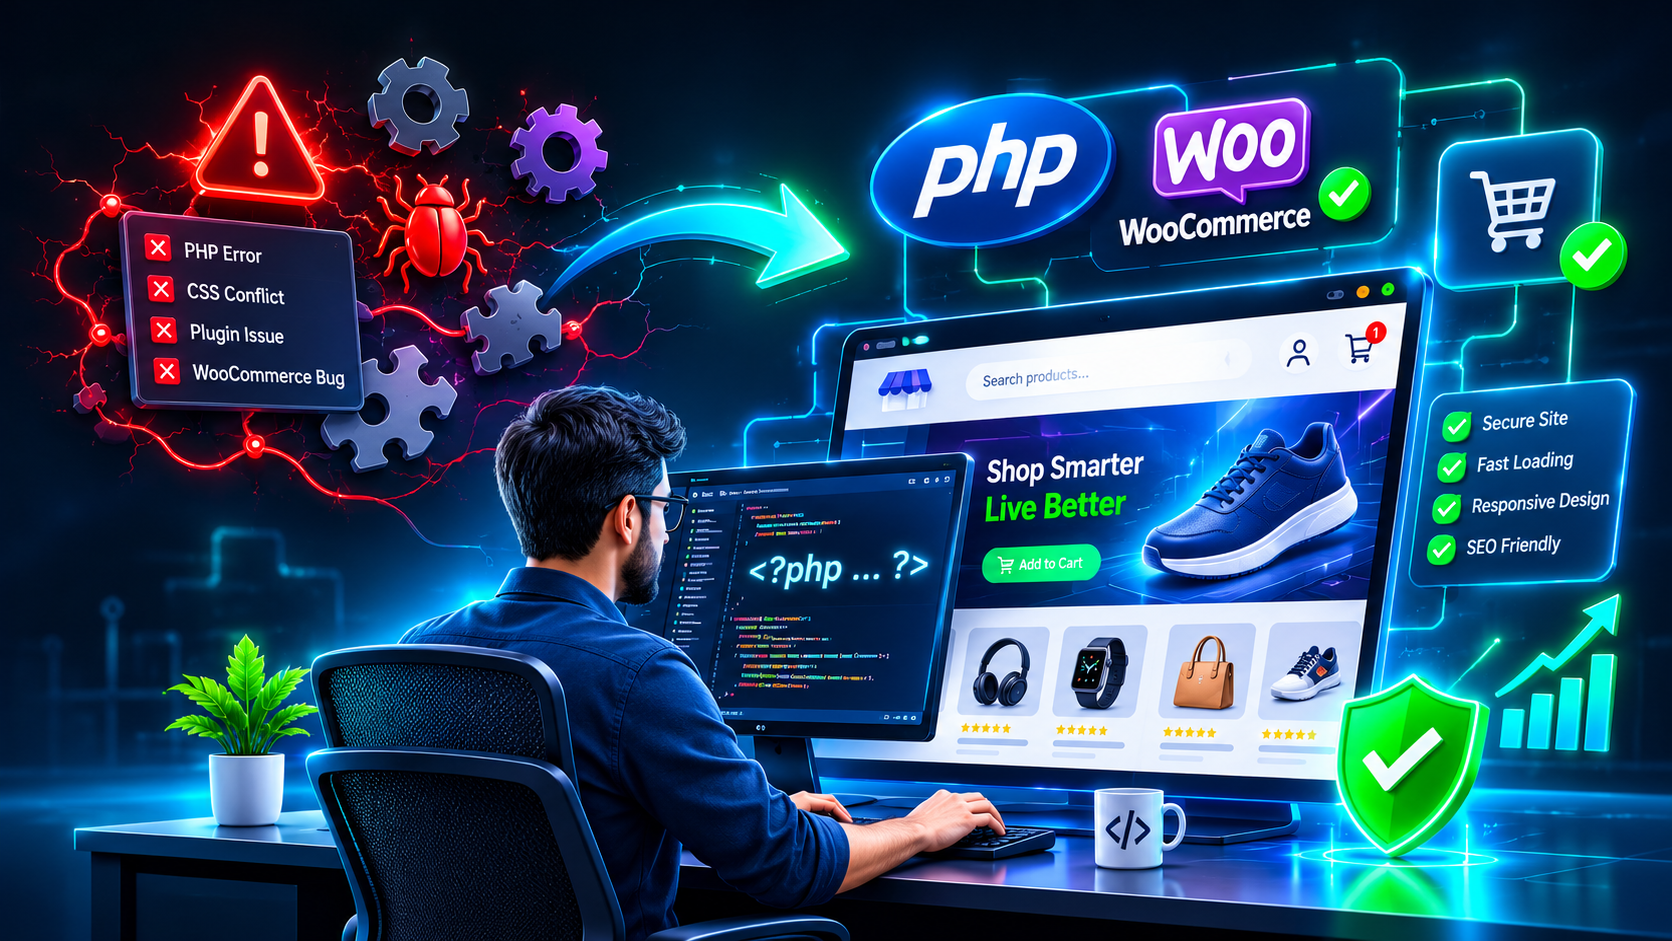 PHP Error
CSS Conflict
Plugin Issue
WooCommerce Bug
php
Woo
WooCommerce
Search products...
1
Shop Smarter
Live Better
Add to Cart
<?php ... ?>
Secure Site
Fast Loading
Responsive Design
SEO Friendly
</>